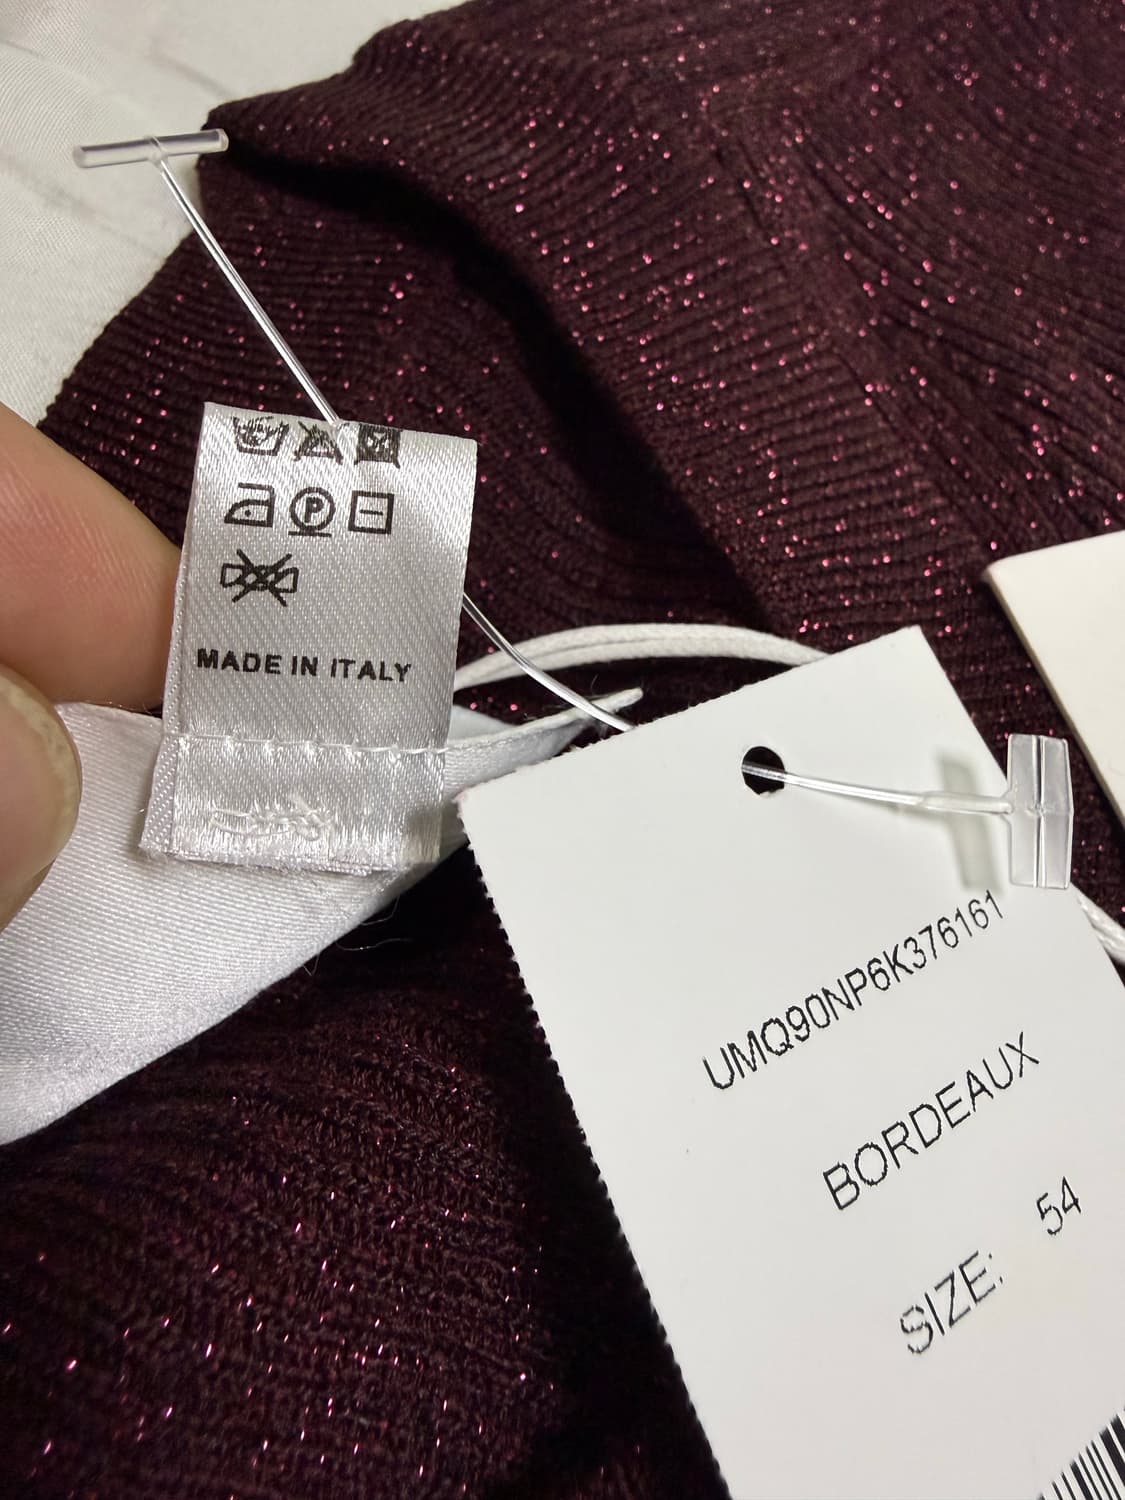 P
MADE IN ITALY
UMQ90NP6K376161
BORDEAUX
SIZE: 54